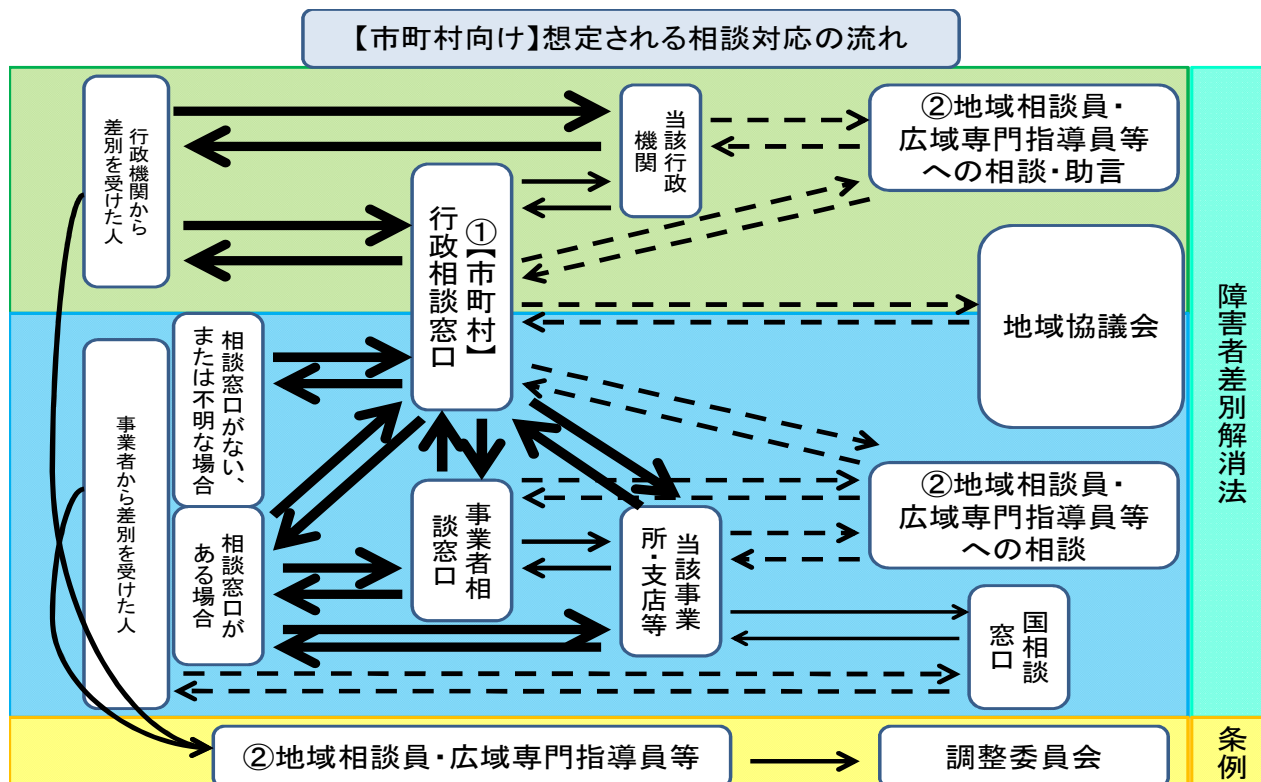 【市町村向け】想定される相談対応の流れ
行政機関から
差別を受けた人
当該行政
機関
②地域相談員・
広域専門指導員等
への相談・助言
①【市町村】
行政相談窓口
地域協議会
障害者差別解消法
事業者から差別を受けた人
相談窓口がない、
または不明な場合
相談窓口が
ある場合
事業者相
談窓口
当該事業
所・支店等
②地域相談員・
広域専門指導員等
への相談
国相談
窓口
②地域相談員・広域専門指導員等
調整委員会
条例